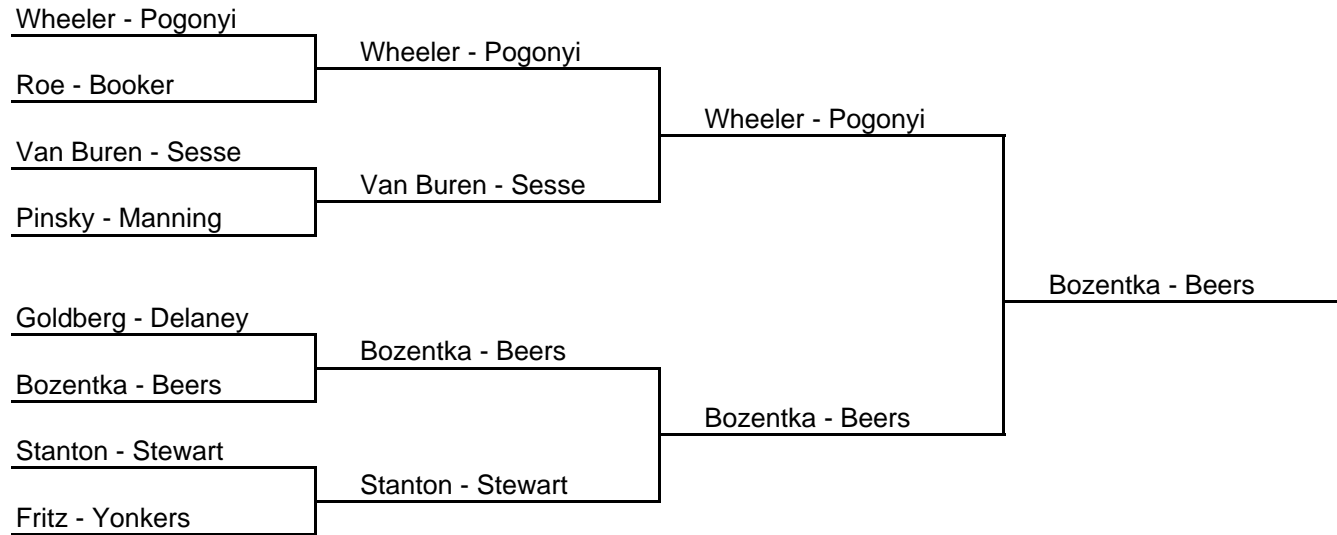 Wheeler - Pogonyi
Roe - Booker
Van Buren - Sesse
Pinsky - Manning
Goldberg - Delaney
Bozentka - Beers
Stanton - Stewart
Fritz - Yonkers
Wheeler - Pogonyi
Van Buren - Sesse
Bozentka - Beers
Stanton - Stewart
Wheeler - Pogonyi
Bozentka - Beers
Bozentka - Beers